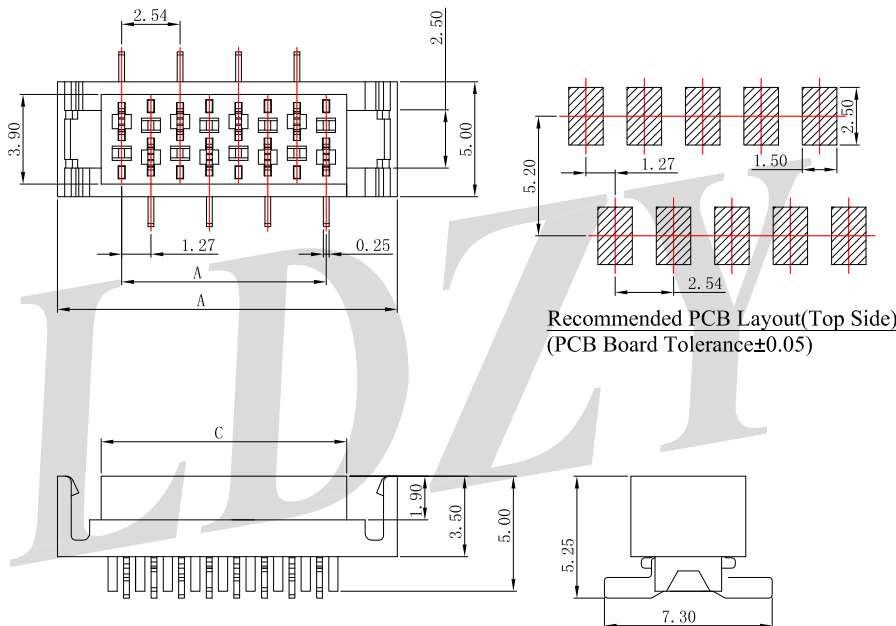 2.54
2.50
3.90
5.00
1.27
0.25
A
A
2.50
1.27
1.50
5.20
2.54
Recommended PCB Layout(Top Side)
(PCB Board Tolerance±0.05)
LDZY
C
1.90
3.50
5.00
5.25
7.30